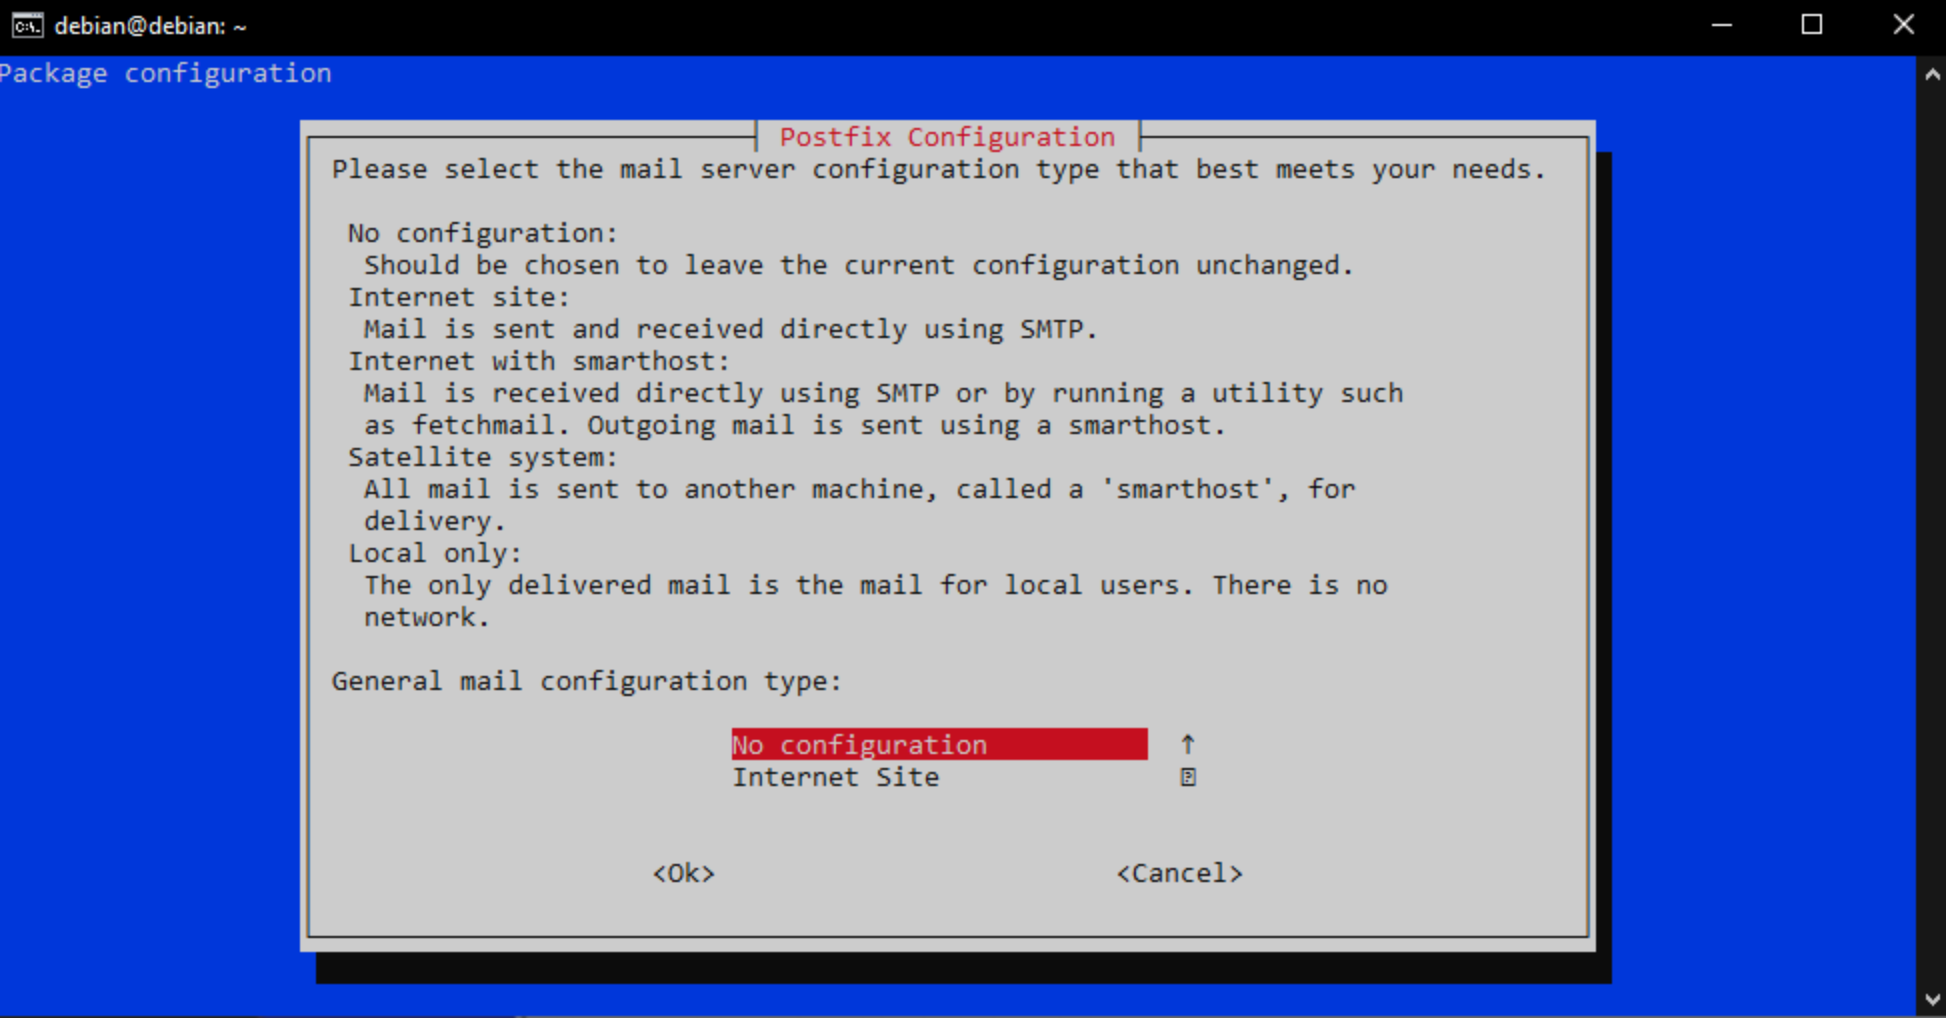 debian@debian: ~
Package configuration
Postfix Configuration
Please select the mail server configuration type that best meets your needs.
No configuration:
Should be chosen to leave the current configuration unchanged.
Internet site:
Mail is sent and received directly using SMTP.
Internet with smarthost:
Mail is received directly using SMTP or by running a utility such
as fetchmail. Outgoing mail is sent using a smarthost.
Satellite system:
All mail is sent to another machine, called a 'smarthost', for
delivery.
Local only:
The only delivered mail is the mail for local users. There is no
network.
General mail configuration type:
No configuration ↑
Internet Site
<Ok> <Cancel>